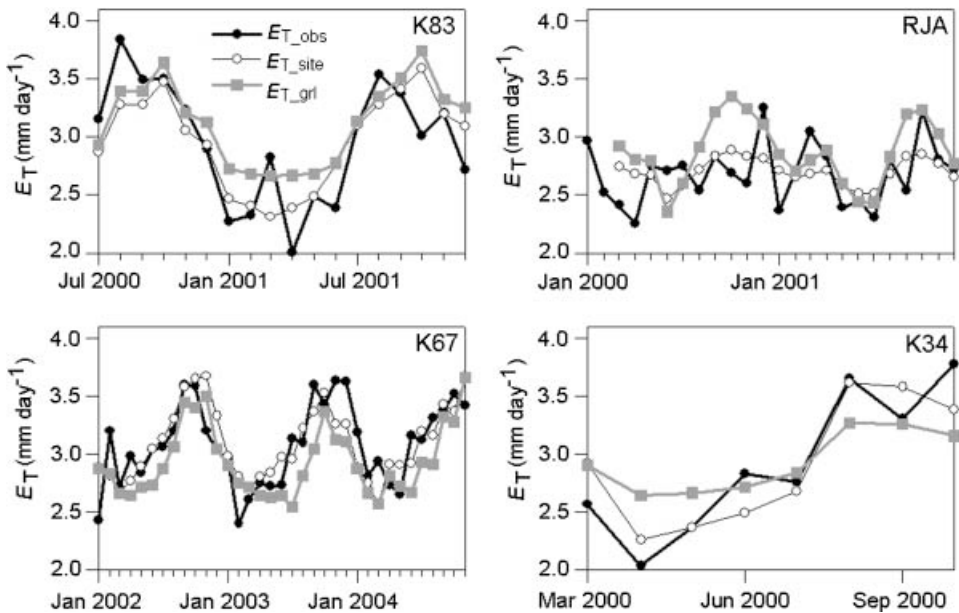 K83
4.0
3.5
3.0
2.5
2.0
E_T (mm day⁻¹)
E_T_obs
E_T_site
E_T_grl
Jul 2000
Jan 2001
Jul 2001
RJA
4.0
3.5
3.0
2.5
2.0
E_T (mm day⁻¹)
Jan 2000
Jan 2001
K67
4.0
3.5
3.0
2.5
2.0
E_T (mm day⁻¹)
Jan 2002
Jan 2003
Jan 2004
K34
4.0
3.5
3.0
2.5
2.0
E_T (mm day⁻¹)
Mar 2000
Jun 2000
Sep 2000